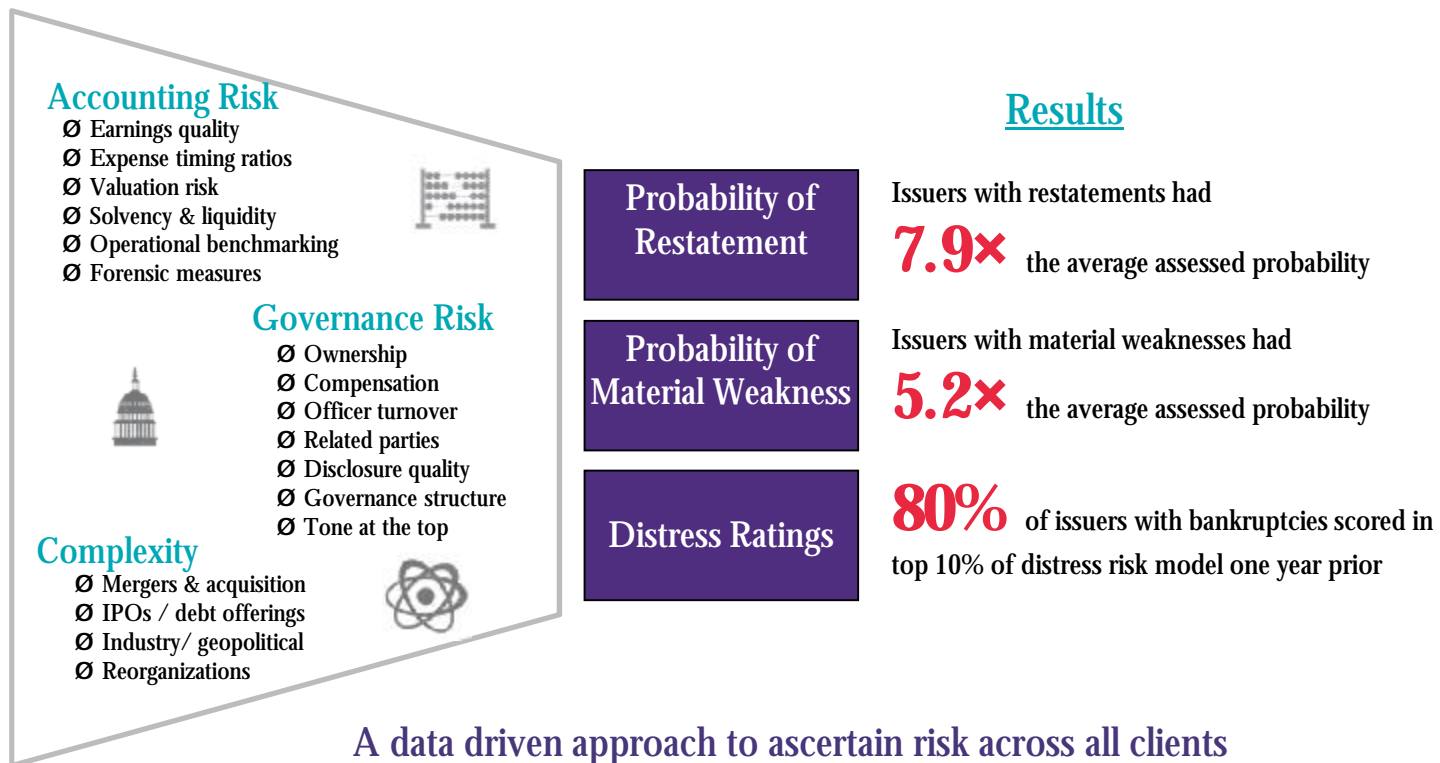 Accounting Risk
Ø Earnings quality
Ø Expense timing ratios
Ø Valuation risk
Ø Solvency & liquidity
Ø Operational benchmarking
Ø Forensic measures
Governance Risk
Ø Ownership
Ø Compensation
Ø Officer turnover
Ø Related parties
Ø Disclosure quality
Ø Governance structure
Ø Tone at the top
Complexity
Ø Mergers & acquisition
Ø IPOs / debt offerings
Ø Industry/ geopolitical
Ø Reorganizations
Probability of
Restatement
Probability of
Material Weakness
Distress Ratings
Results
Issuers with restatements had
7.9× the average assessed probability
Issuers with material weaknesses had
5.2× the average assessed probability
80% of issuers with bankruptcies scored in
top 10% of distress risk model one year prior
A data driven approach to ascertain risk across all clients